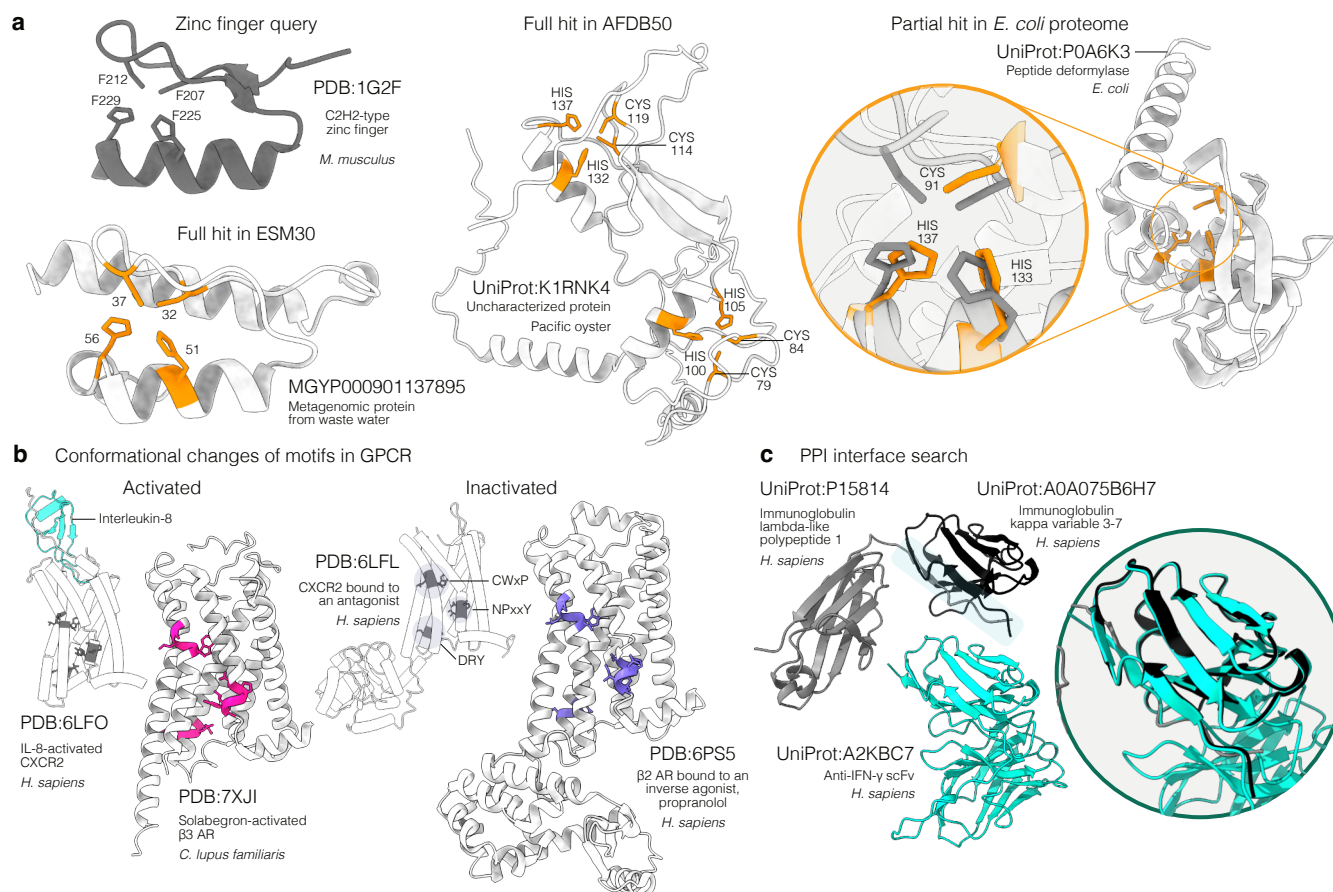 a
Zinc finger query
F212
F207
F229
F225
PDB:1G2F
C2H2-type
zinc finger
M. musculus
Full hit in ESM30
37
32
56
51
MGYP000901137895
Metagenomic protein
from waste water
Full hit in AFDB50
HIS
137
CYS
119
CYS
114
HIS
132
UniProt:K1RNK4
Uncharacterized protein
Pacific oyster
HIS
105
CYS
84
HIS
100
CYS
79
Partial hit in E. coli proteome
UniProt:P0A6K3
Peptide deformylase
E. coli
CYS
91
HIS
137
HIS
133
b
Conformational changes of motifs in GPCR
Activated
Interleukin-8
PDB:6LFO
IL-8-activated
CXCR2
H. sapiens
PDB:7XJI
Solabegron-activated
β3 AR
C. lupus familiaris
Inactivated
PDB:6LFL
CXCR2 bound to
an antagonist
H. sapiens
CWxP
NPxxY
DRY
PDB:6PS5
β2 AR bound to an
inverse agonist,
propranolol
H. sapiens
c
PPI interface search
UniProt:P15814
Immunoglobulin
lambda-like
polypeptide 1
H. sapiens
UniProt:A0A075B6H7
Immunoglobulin
kappa variable 3-7
H. sapiens
UniProt:A2KBC7
Anti-IFN-γ scFv
H. sapiens